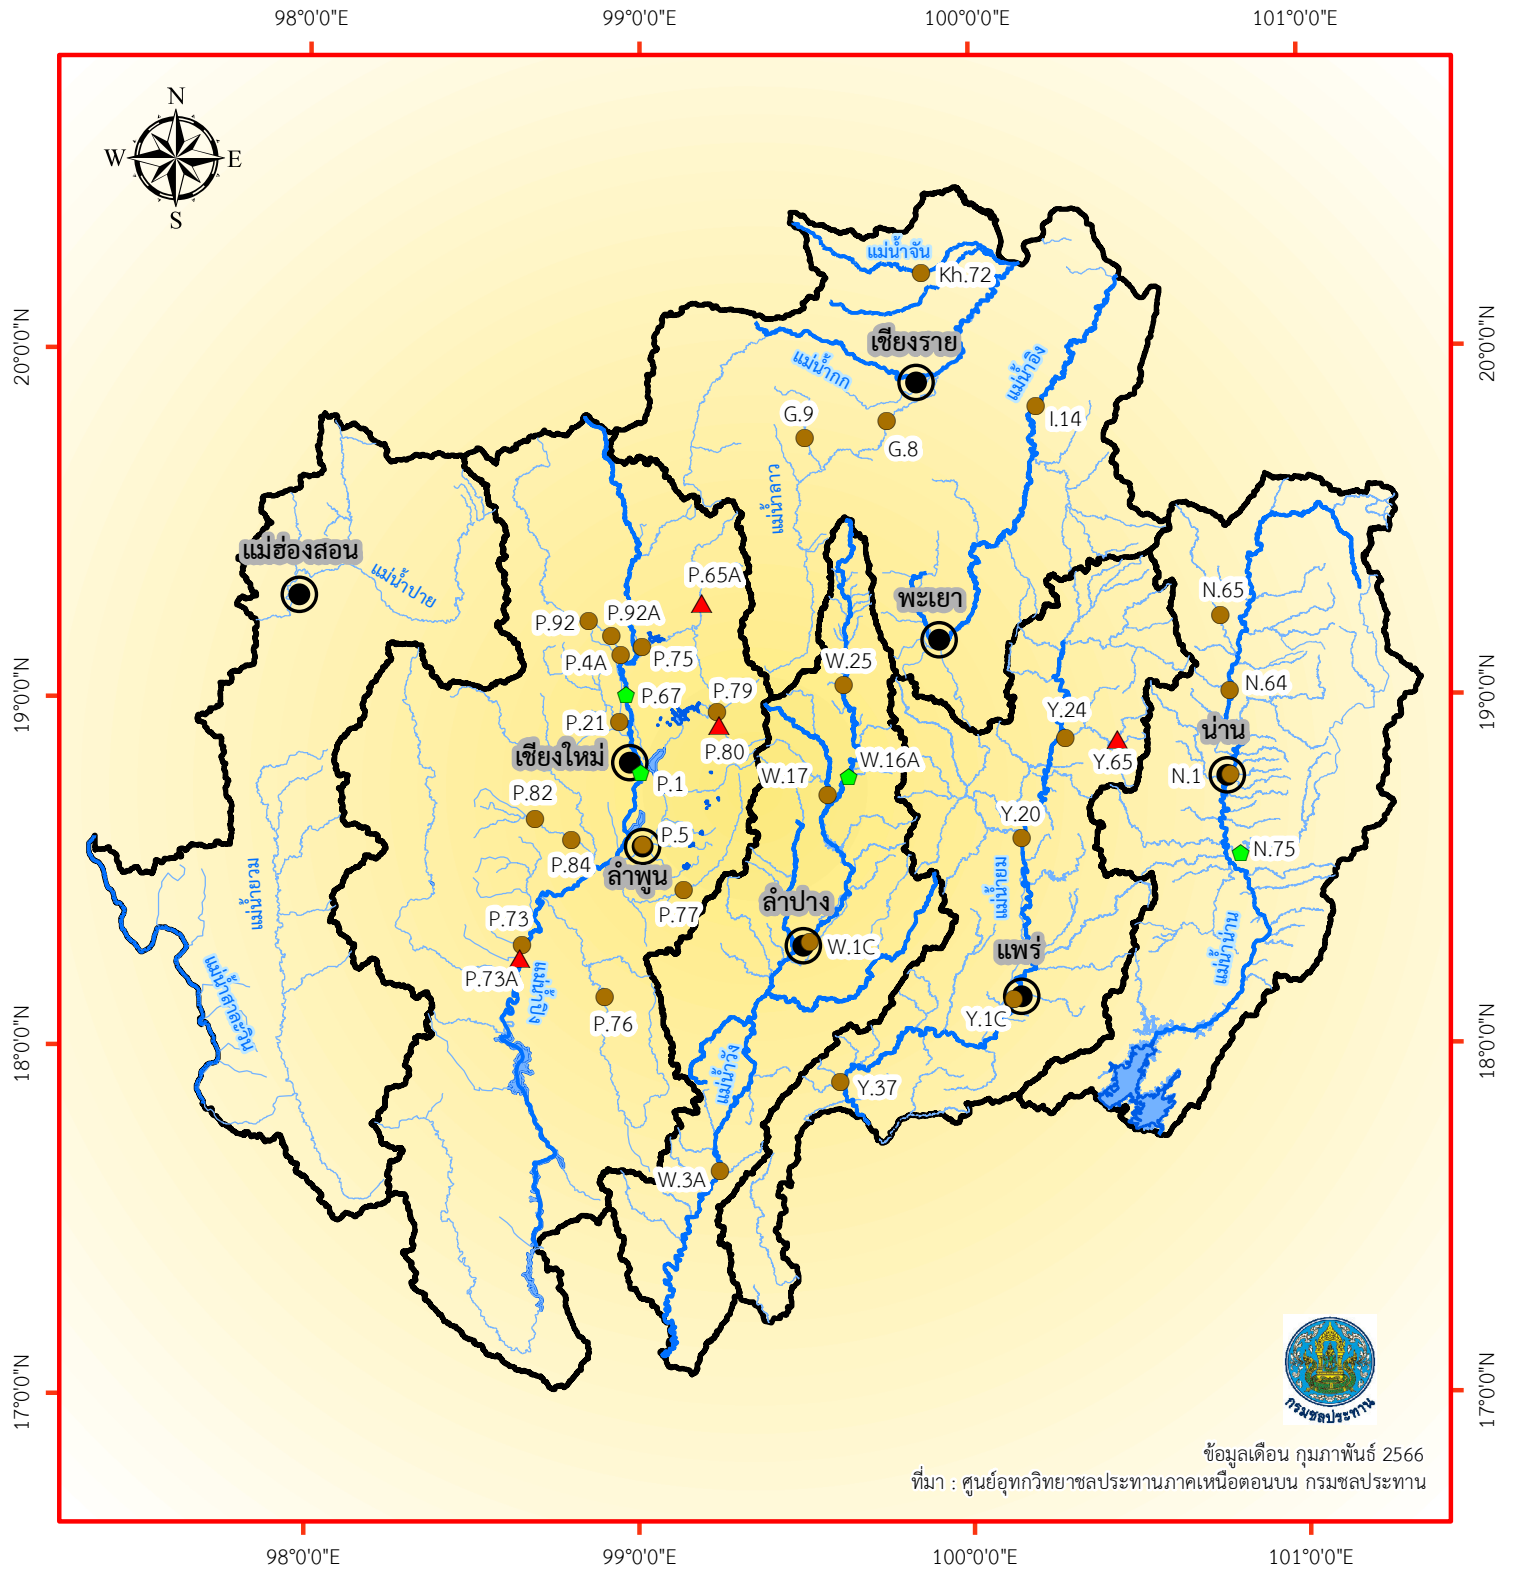 98°0'0"E
99°0'0"E
100°0'0"E
101°0'0"E
N
W
E
S
แม่น้ำจัน
Kh.72
20°0'0"N
20°0'0"N
เชียงราย
แม่น้ำกก
แม่น้ำอิง
G.9
I.14
G.8
แม่น้ำลาว
แม่ฮ่องสอน
แม่น้ำปาย
P.65A
N.65
พะเยา
P.92A
P.92
P.4A
P.75
W.25
19°0'0"N
19°0'0"N
N.64
P.67
P.79
Y.24
P.21
น่าน
P.80
Y.65
เชียงใหม่
W.16A
W.17
N.1
P.1
P.82
Y.20
P.5
N.75
P.84
ลำพูน
แม่น้ำยวม
แม่น้ำยม
ลำปาง
P.77
P.73
W.1C
แพร่
แม่น้ำน่าน
P.73A
แม่น้ำปิง
แม่น้ำสาละวิน
P.76
Y.1C
18°0'0"N
18°0'0"N
แม่น้ำวัง
Y.37
W.3A
17°0'0"N
17°0'0"N
กรมชลประทาน
ข้อมูลเดือน กุมภาพันธ์ 2566
ที่มา : ศูนย์อุทกวิทยาชลประทานภาคเหนือตอนบน กรมชลประทาน
98°0'0"E
99°0'0"E
100°0'0"E
101°0'0"E